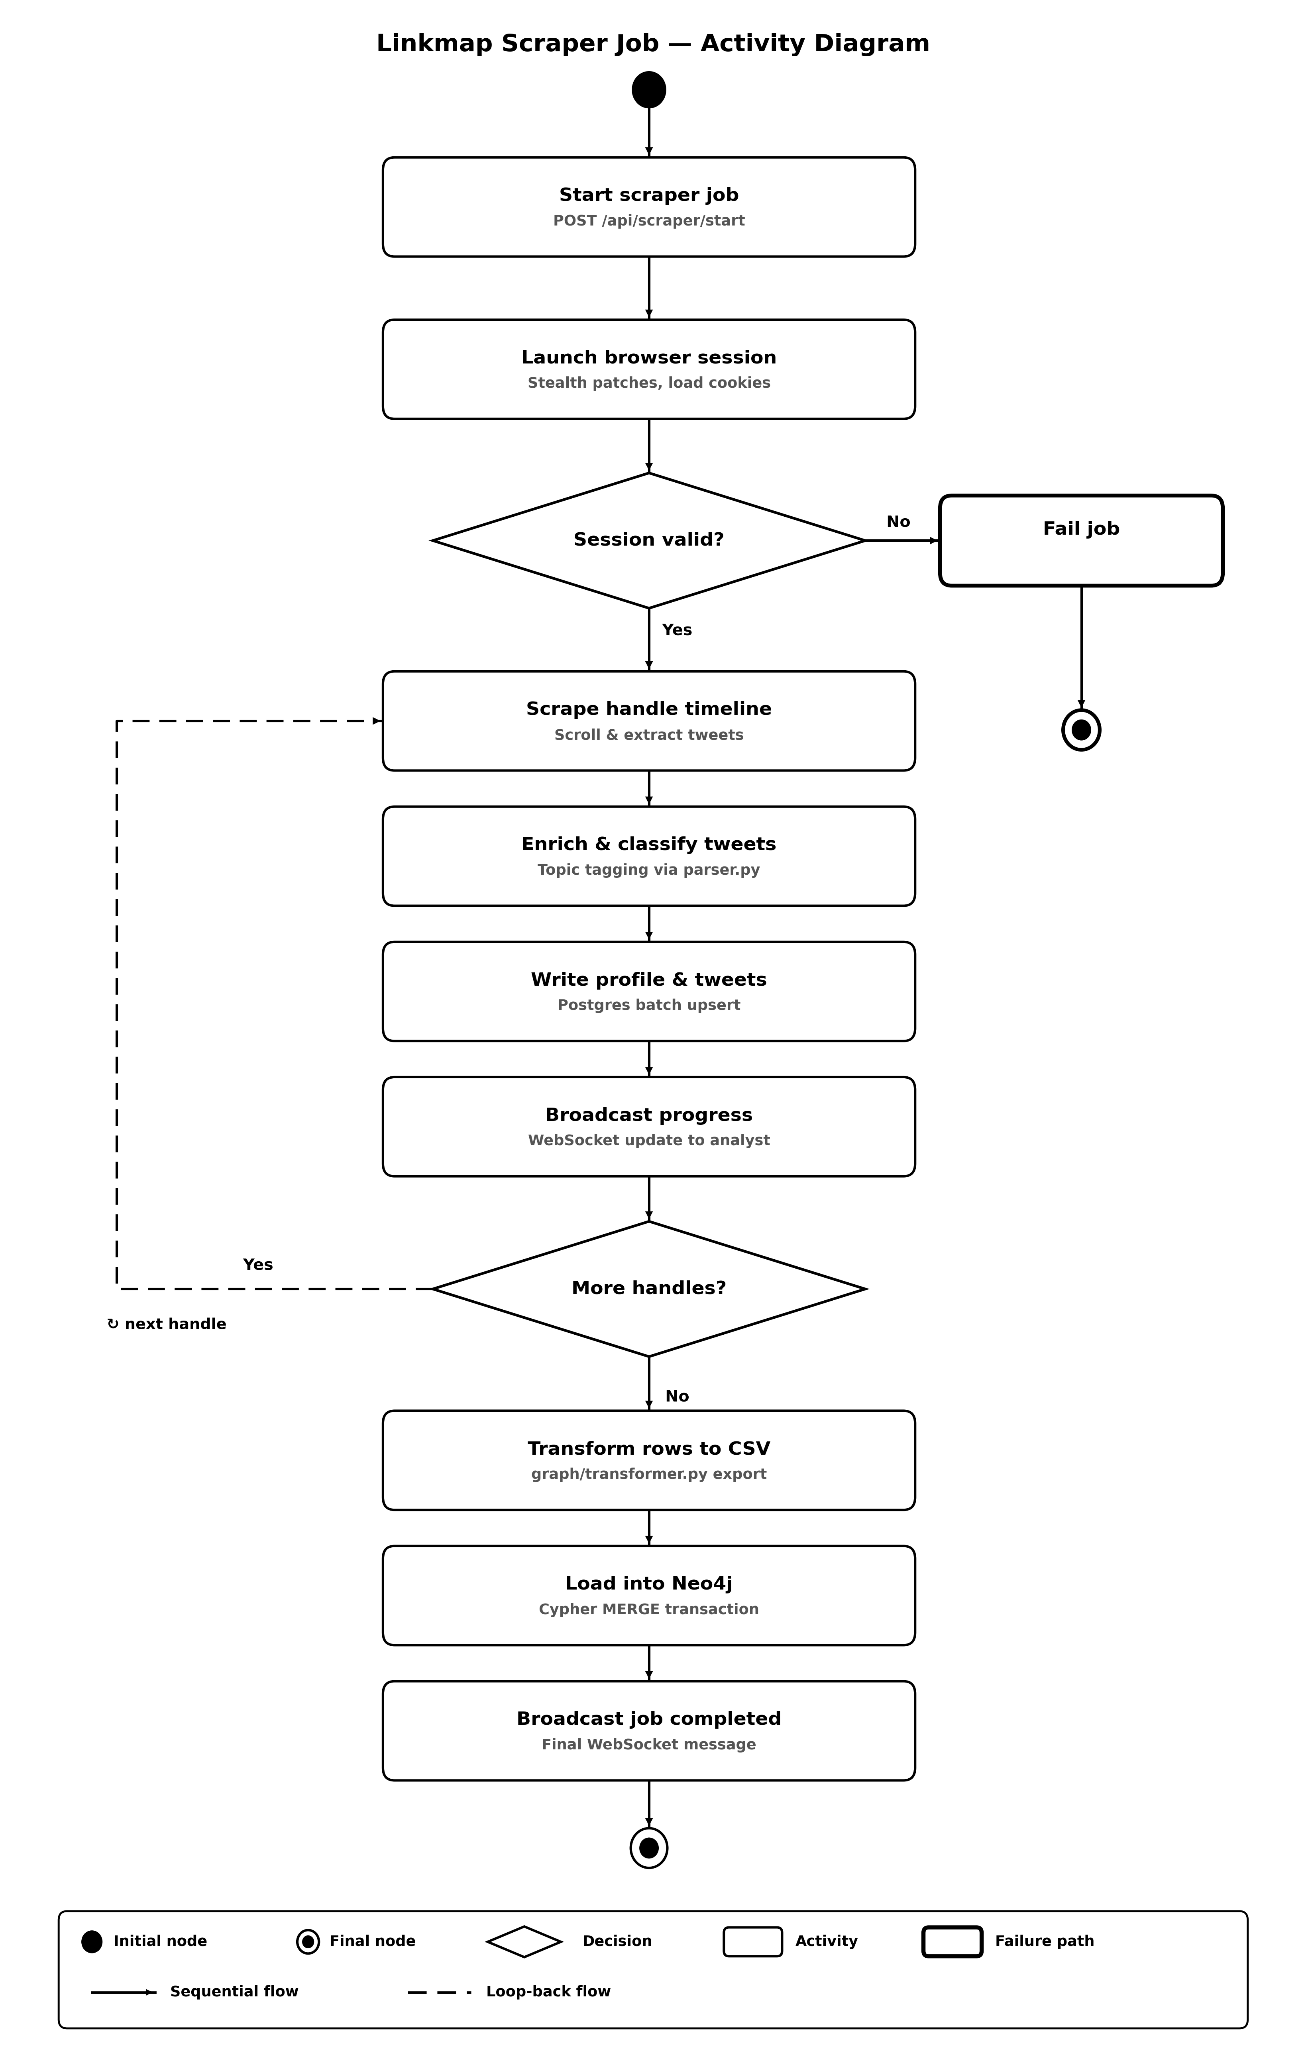 Linkmap Scraper Job — Activity Diagram
Start scraper job
POST /api/scraper/start
Launch browser session
Stealth patches, load cookies
Session valid?
No
Fail job
Yes
Scrape handle timeline
Scroll & extract tweets
Enrich & classify tweets
Topic tagging via parser.py
Write profile & tweets
Postgres batch upsert
Broadcast progress
WebSocket update to analyst
Yes
More handles?
↻ next handle
No
Transform rows to CSV
graph/transformer.py export
Load into Neo4j
Cypher MERGE transaction
Broadcast job completed
Final WebSocket message
Initial node
Final node
Decision
Activity
Failure path
Sequential flow
Loop-back flow